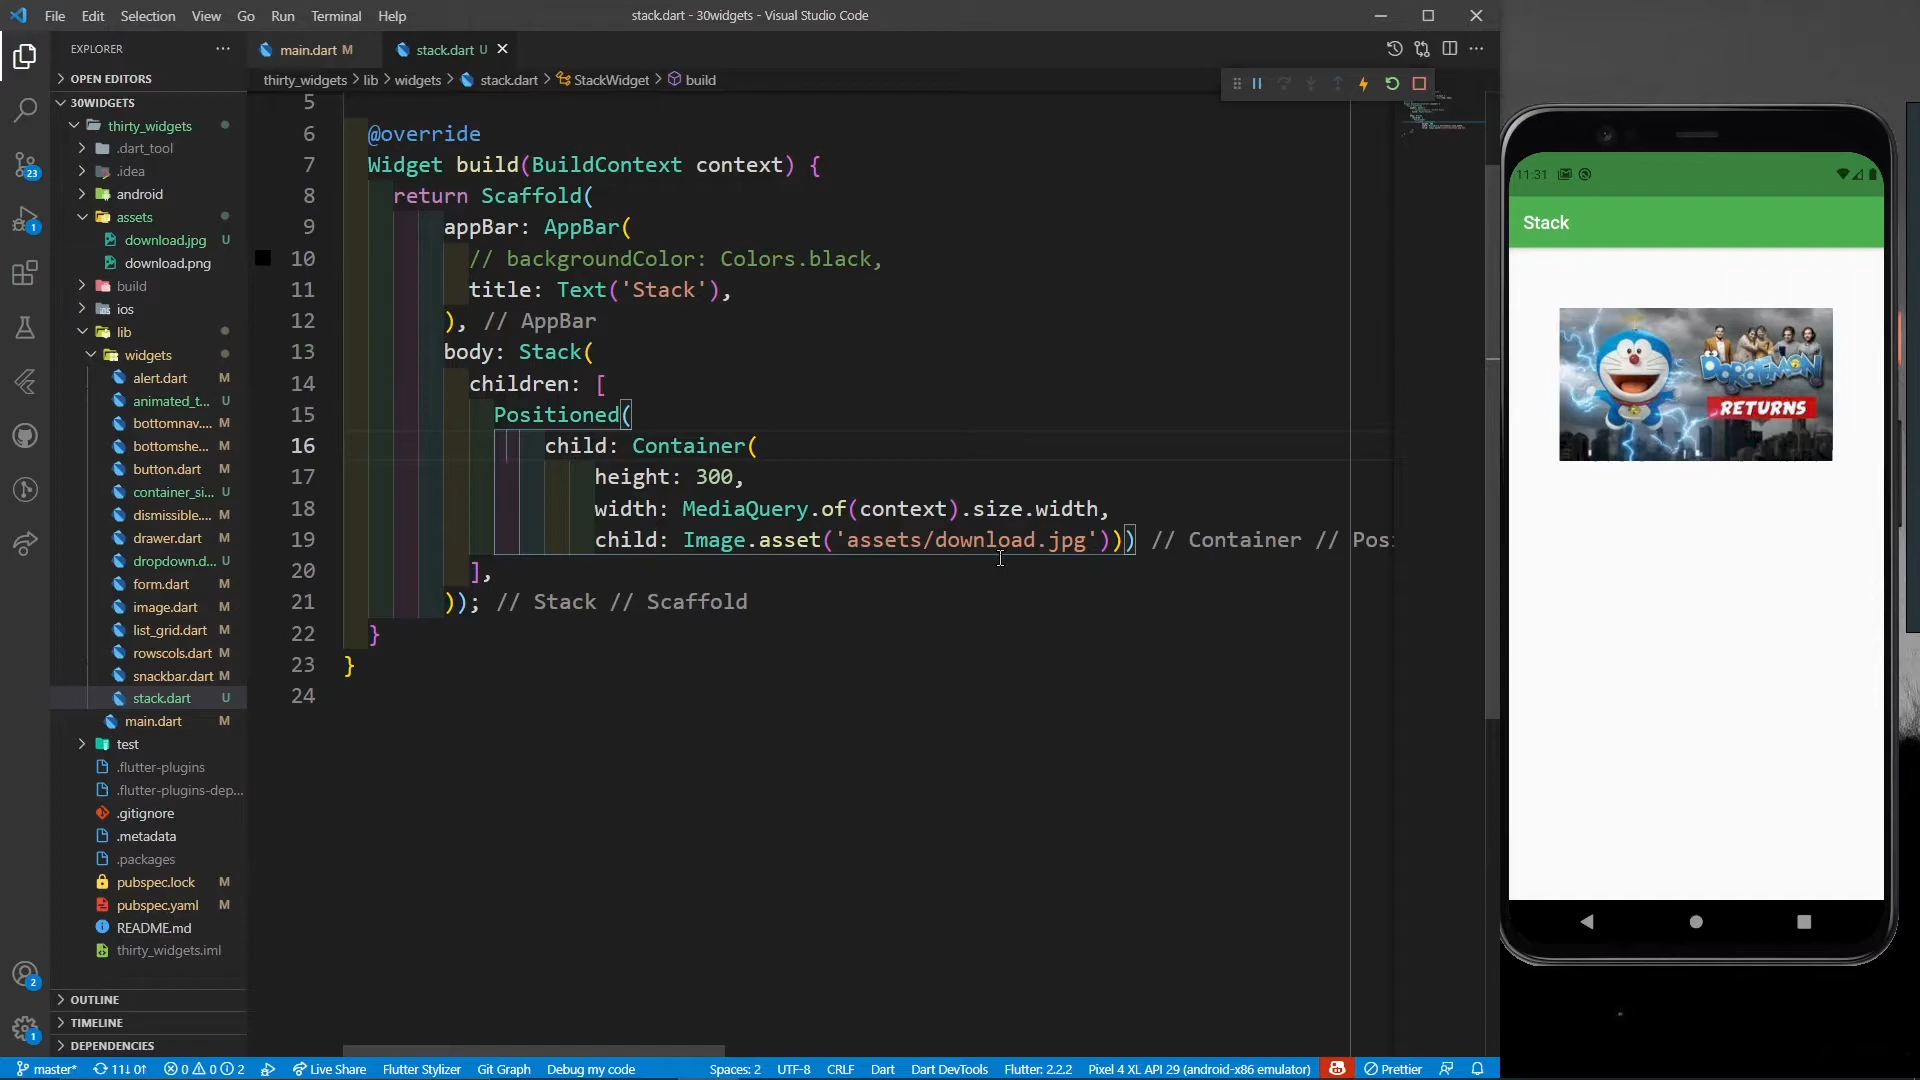 File Edit Selection View Go Run Terminal Help
stack.dart - 30widgets - Visual Studio Code
EXPLORER
OPEN EDITORS
30WIDGETS
thirty_widgets
.dart_tool
.idea
android
assets
download.jpg U
download.png
build
ios
lib
widgets
alert.dart M
animated_t... U
bottomnav.... M
bottomshe... M
button.dart M
container_si... U
dismissible.... M
drawer.dart M
dropdown.d... U
form.dart M
image.dart M
list_grid.dart M
rowscols.dart M
snackbar.dart M
stack.dart U
main.dart M
test
.flutter-plugins
.flutter-plugins-dep...
.gitignore
.metadata
.packages
pubspec.lock M
pubspec.yaml M
README.md
thirty_widgets.iml
OUTLINE
TIMELINE
DEPENDENCIES
23
1
2
1
main.dart M stack.dart U
thirty_widgets > lib > widgets > stack.dart > StackWidget > build
5
6 @override
7 Widget build(BuildContext context) {
8 return Scaffold(
9 appBar: AppBar(
10 // backgroundColor: Colors.black,
11 title: Text('Stack'),
12 ), // AppBar
13 body: Stack(
14 children: [
15 Positioned(
16 child: Container(
17 height: 300,
18 width: MediaQuery.of(context).size.width,
19 child: Image.asset('assets/download.jpg'))) // Container // Pos
20 ],
21 )); // Stack // Scaffold
22 }
23 }
24
11:31
Stack
DORAEMON
RETURNS
master* 11↓ 0↑ 0 0 2 Live Share Flutter Stylizer Git Graph Debug my code Spaces: 2 UTF-8 CRLF Dart Dart DevTools Flutter: 2.2.2 Pixel 4 XL API 29 (android-x86 emulator) Prettier